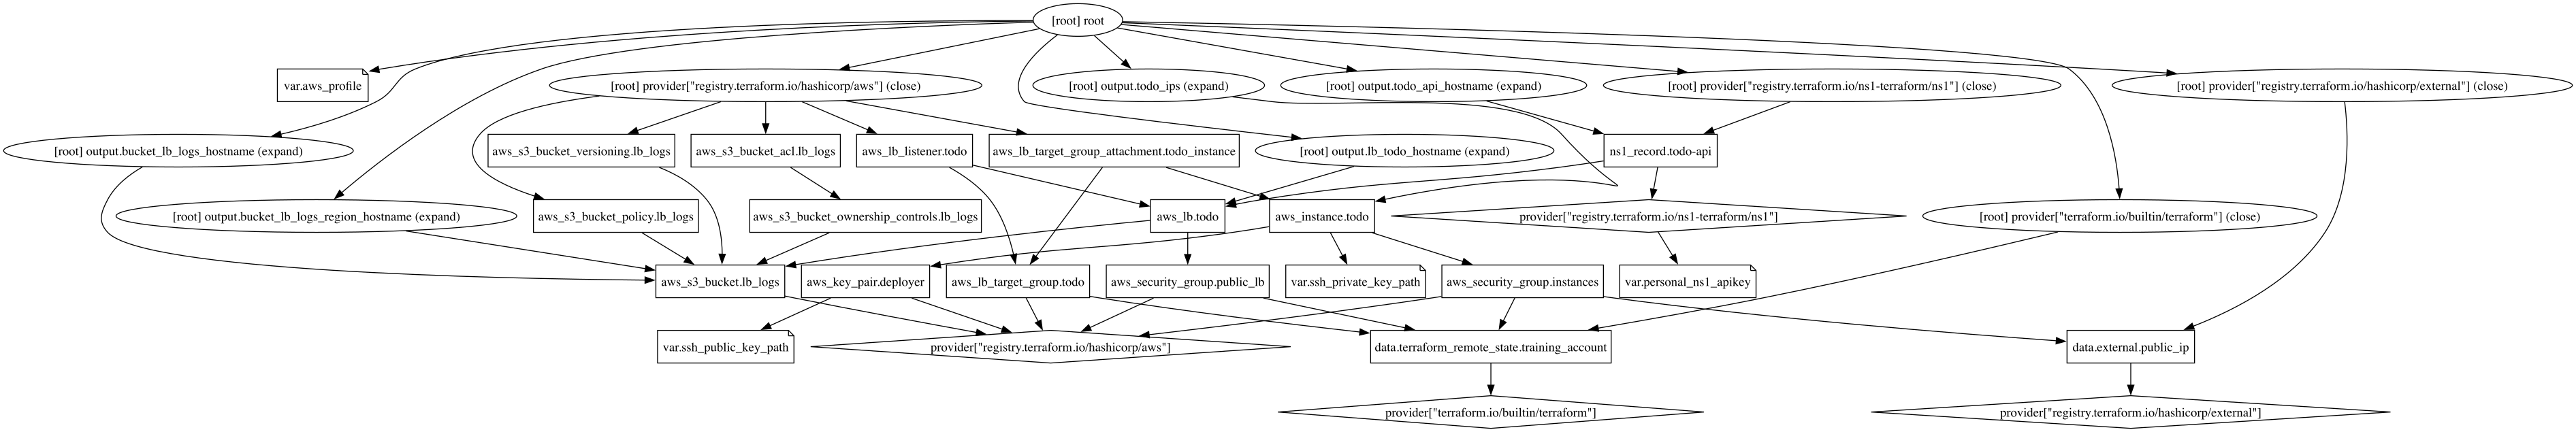 [root] root
var.aws_profile
[root] provider["registry.terraform.io/hashicorp/aws"] (close)
[root] output.todo_ips (expand)
[root] output.todo_api_hostname (expand)
[root] provider["registry.terraform.io/ns1-terraform/ns1"] (close)
[root] provider["registry.terraform.io/hashicorp/external"] (close)
[root] output.bucket_lb_logs_hostname (expand)
aws_s3_bucket_versioning.lb_logs
aws_s3_bucket_acl.lb_logs
aws_lb_listener.todo
aws_lb_target_group_attachment.todo_instance
[root] output.lb_todo_hostname (expand)
ns1_record.todo-api
[root] output.bucket_lb_logs_region_hostname (expand)
aws_s3_bucket_policy.lb_logs
aws_s3_bucket_ownership_controls.lb_logs
aws_lb.todo
aws_instance.todo
provider["registry.terraform.io/ns1-terraform/ns1"]
[root] provider["terraform.io/builtin/terraform"] (close)
aws_s3_bucket.lb_logs
aws_key_pair.deployer
aws_lb_target_group.todo
aws_security_group.public_lb
var.ssh_private_key_path
aws_security_group.instances
var.personal_ns1_apikey
var.ssh_public_key_path
provider["registry.terraform.io/hashicorp/aws"]
data.terraform_remote_state.training_account
data.external.public_ip
provider["terraform.io/builtin/terraform"]
provider["registry.terraform.io/hashicorp/external"]